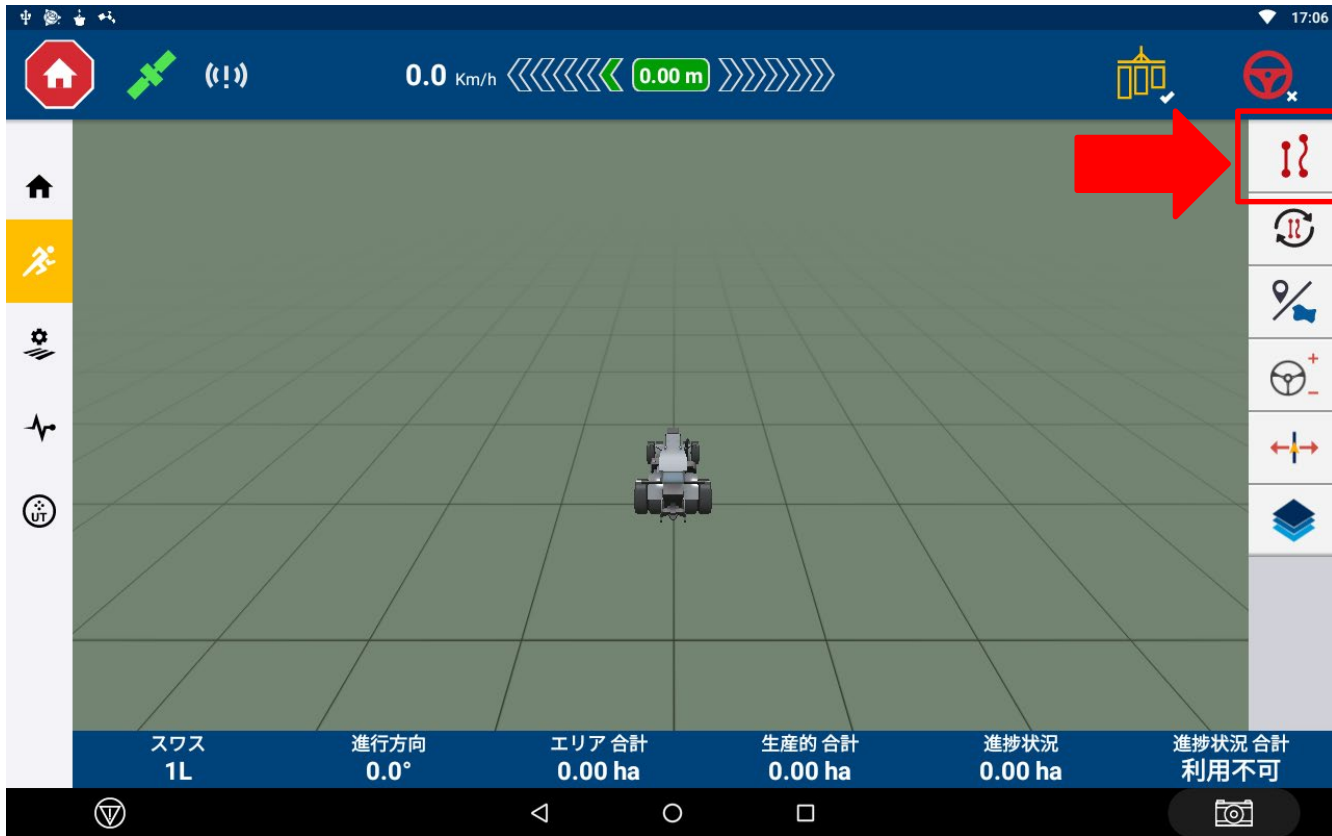 17:06
0.0 Km/h 0.00 m
UT
スワス 進行方向 エリア 合計 生産的 合計 進捗状況 進捗状況 合計
1L 0.0° 0.00 ha 0.00 ha 0.00 ha 利用不可